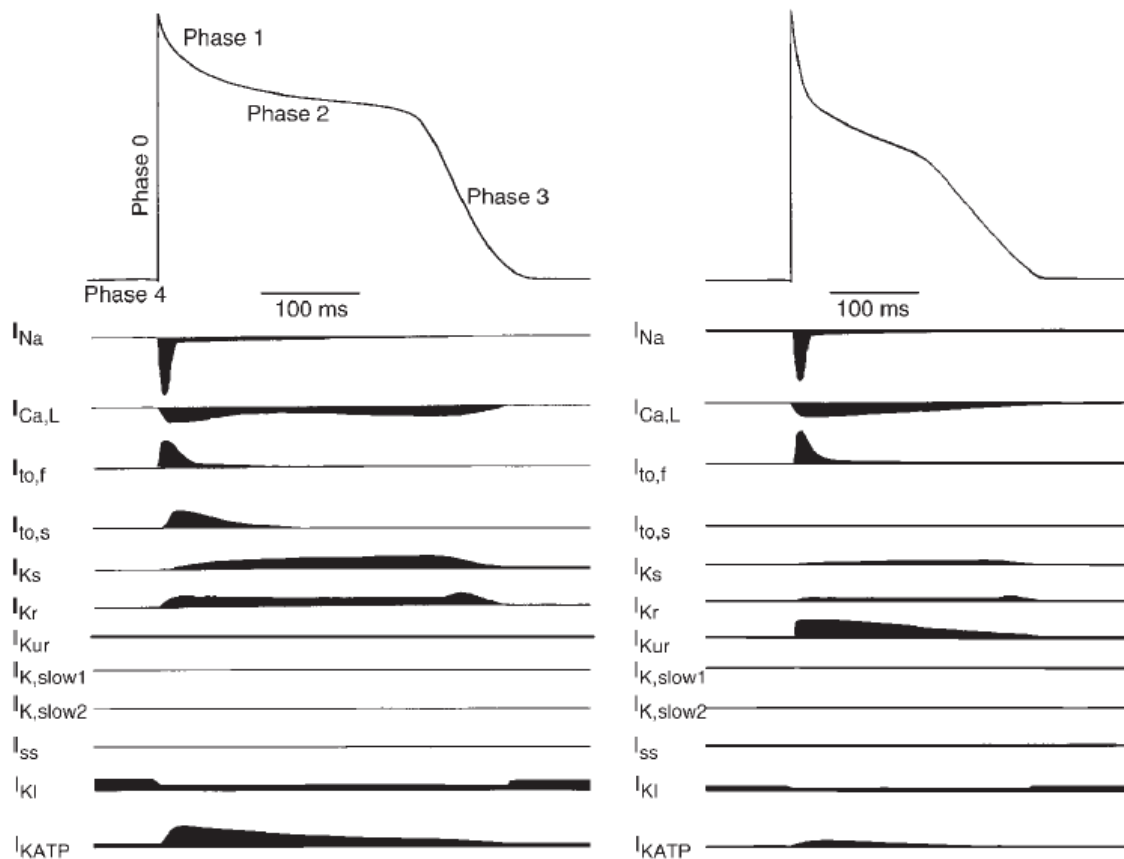 Phase 1
Phase 2
Phase 0
Phase 3
Phase 4
100 ms
100 ms
INa
ICa,L
Ito,f
Ito,s
IKs
IKr
IKur
IK,slow1
IK,slow2
Iss
IKI
IKATP
INa
ICa,L
Ito,f
Ito,s
IKs
IKr
IKur
IK,slow1
IK,slow2
Iss
IKI
IKATP